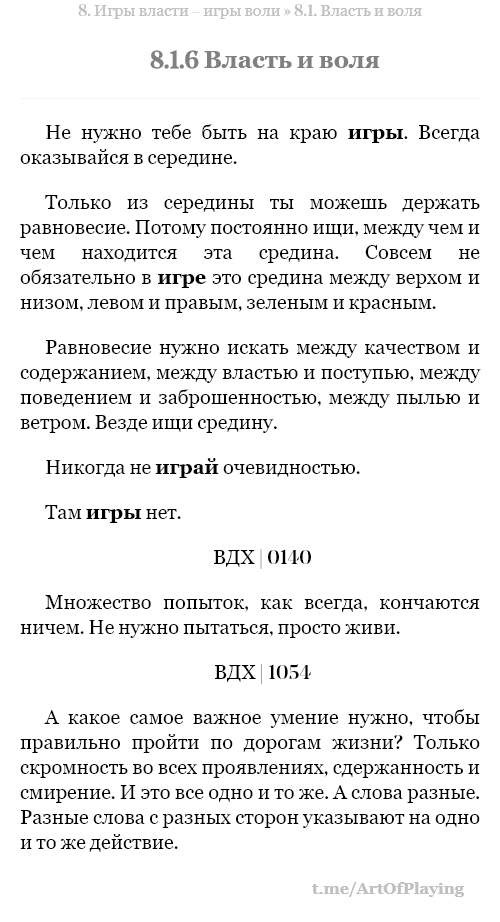 8. Игры власти – игры воли » 8.1. Власть и воля
8.1.6 Власть и воля
Не нужно тебе быть на краю игры. Всегда
оказывайся в середине.
Только из середины ты можешь держать
равновесие. Потому постоянно ищи, между чем и
чем находится эта средина. Совсем не
обязательно в игре это средина между верхом и
низом, левом и правым, зеленым и красным.
Равновесие нужно искать между качеством и
содержанием, между властью и поступью, между
поведением и заброшенностью, между пылью и
ветром. Везде ищи средину.
Никогда не играй очевидностью.
Там игры нет.
ВДХ | 0140
Множество попыток, как всегда, кончаются
ничем. Не нужно пытаться, просто живи.
ВДХ | 1054
А какое самое важное умение нужно, чтобы
правильно пройти по дорогам жизни? Только
скромность во всех проявлениях, сдержанность и
смирение. И это все одно и то же. А слова разные.
Разные слова с разных сторон указывают на одно
и то же действие.
t.me/ArtOfPlaying